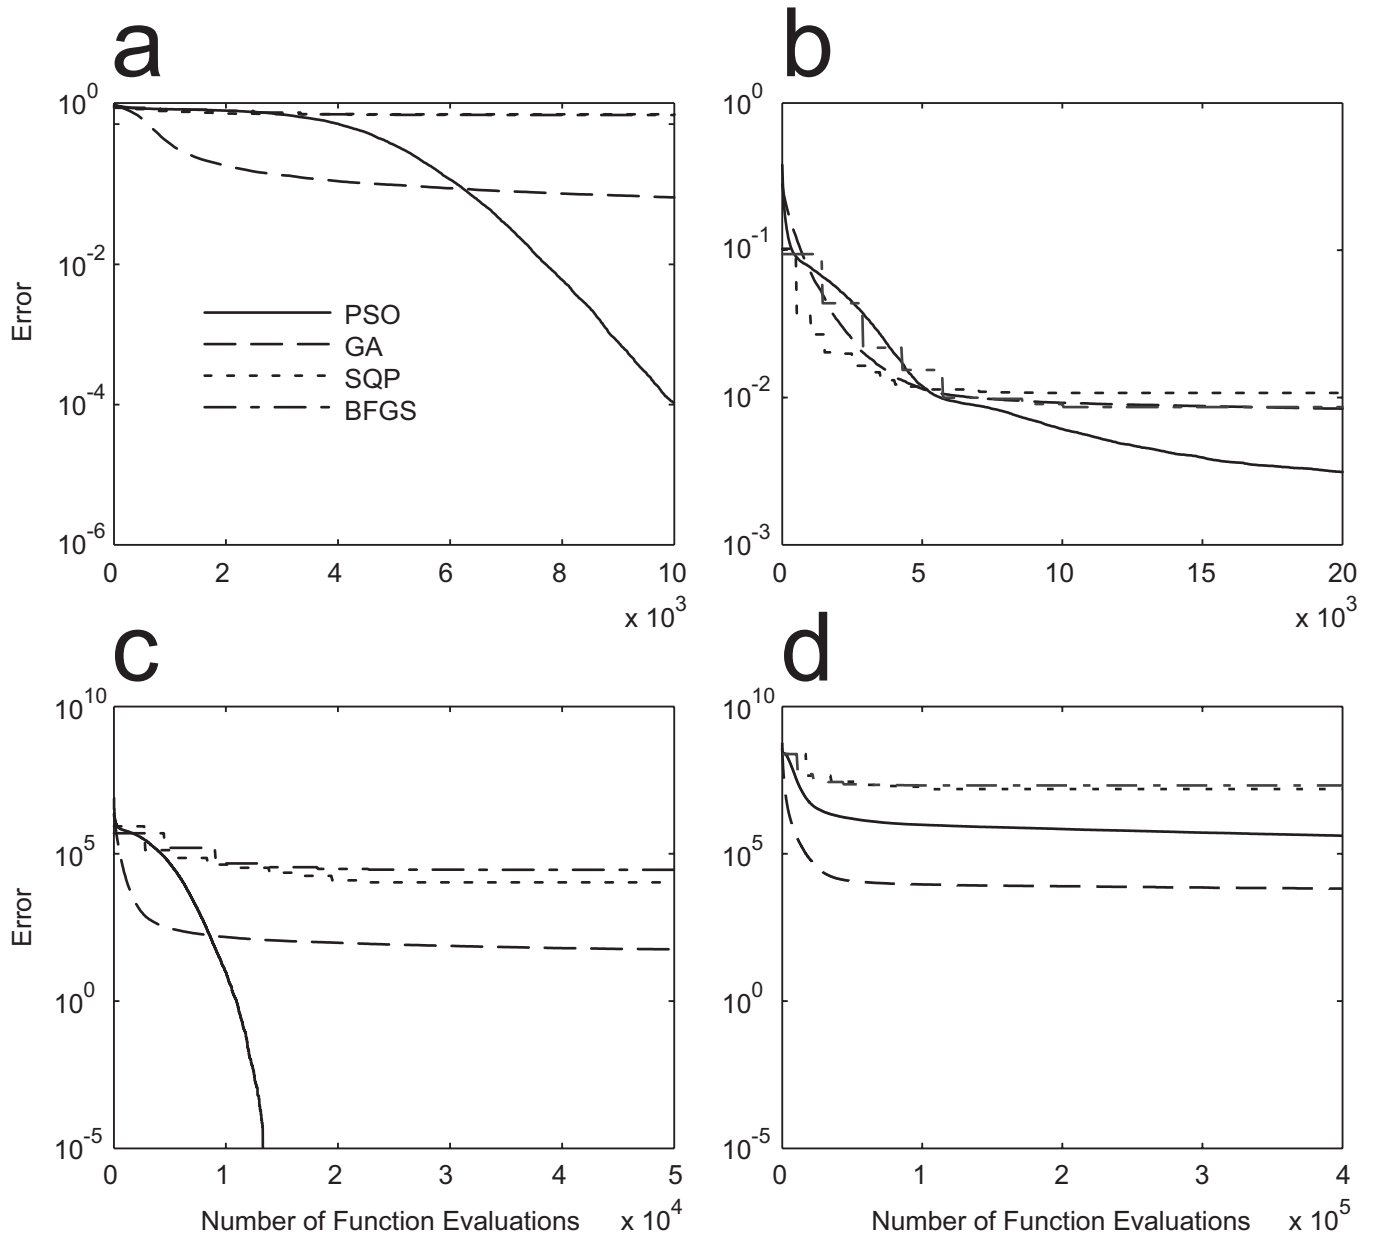 a
b
10^0
10^-2
10^-4
10^-6
Error
PSO
GA
SQP
BFGS
0 2 4 6 8 10
x 10^3
10^0
10^-1
10^-2
10^-3
0 5 10 15 20
x 10^3
c
d
10^10
10^5
10^0
10^-5
Error
0 1 2 3 4 5
Number of Function Evaluations x 10^4
10^10
10^5
10^0
10^-5
0 1 2 3 4
Number of Function Evaluations x 10^5